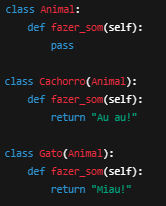 class Animal:
    def fazer_som(self):
        pass

class Cachorro(Animal):
    def fazer_som(self):
        return "Au au!"

class Gato(Animal):
    def fazer_som(self):
        return "Miau!"